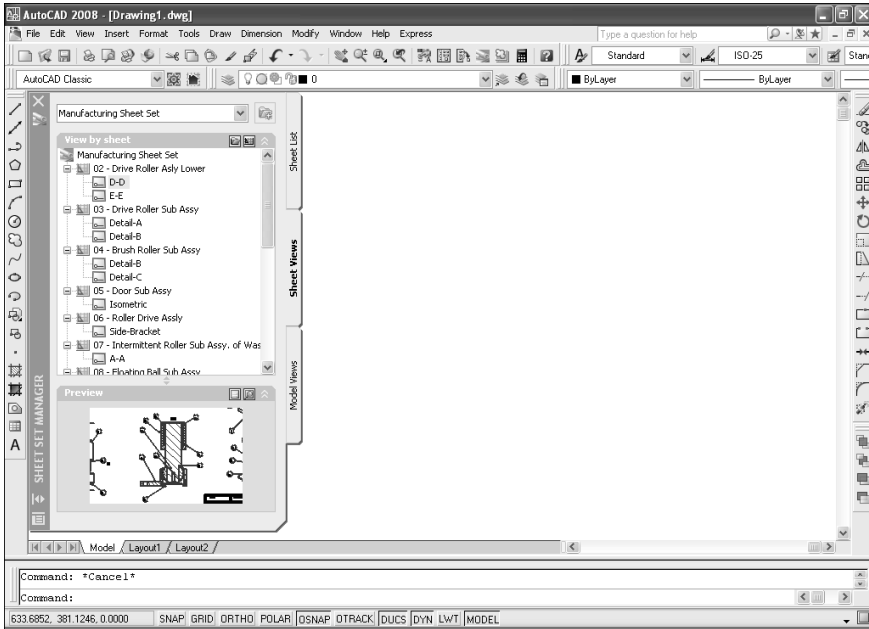 AutoCAD 2008 - [Drawing1.dwg]
File Edit View Insert Format Tools Draw Dimension Modify Window Help Express
Type a question for help
Standard
ISO-25
Stan
AutoCAD Classic
0
ByLayer
ByLayer
Manufacturing Sheet Set
View by sheet
Manufacturing Sheet Set
02 - Drive Roller Asly Lower
D-D
E-E
03 - Drive Roller Sub Assy
Detail-A
Detail-B
04 - Brush Roller Sub Assy
Detail-B
Detail-C
05 - Door Sub Assy
Isometric
06 - Roller Drive Assly
Side-Bracket
07 - Intermittent Roller Sub Assy. of Was
A-A
08 - Floating Ball Sub Assy
Preview
Sheet List
Sheet Views
Model Views
SHEET SET MANAGER
A
Model Layout1 Layout2
Command: *Cancel*
Command:
633.6852, 381.1246, 0.0000 SNAP GRID ORTHO POLAR OSNAP OTRACK DUCS DYN LWT MODEL